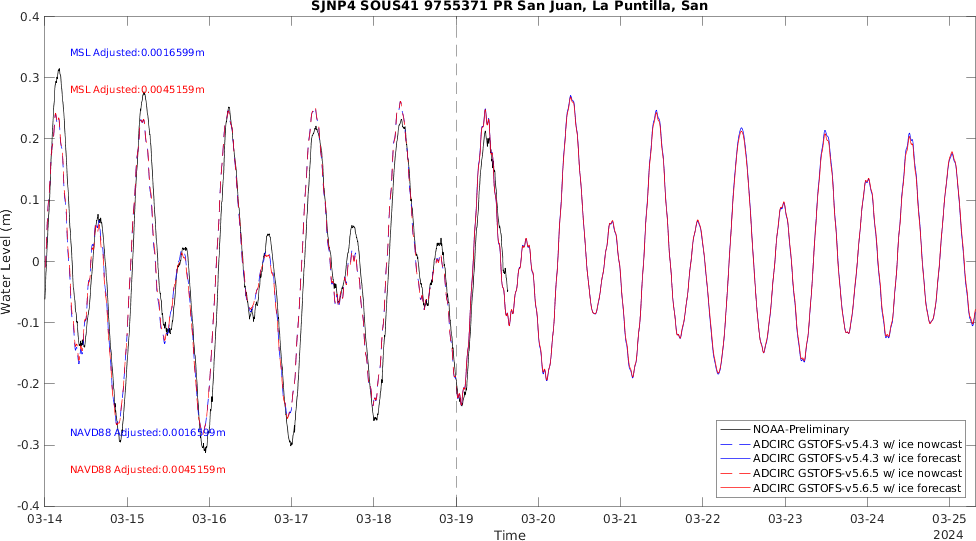 SJNP4 SOUS41 9755371 PR San Juan, La Puntilla, San
0.4
0.3
0.2
0.1
0
-0.1
-0.2
-0.3
-0.4
Water Level (m)
MSL Adjusted:0.0016599m
MSL Adjusted:0.0045159m
NAVD88 Adjusted:0.0016599m
NAVD88 Adjusted:0.0045159m
NOAA-Preliminary
ADCIRC GSTOFS-v5.4.3 w/ ice nowcast
ADCIRC GSTOFS-v5.4.3 w/ ice forecast
ADCIRC GSTOFS-v5.6.5 w/ ice nowcast
ADCIRC GSTOFS-v5.6.5 w/ ice forecast
03-14 03-15 03-16 03-17 03-18 03-19 03-20 03-21 03-22 03-23 03-24 03-25
Time 2024